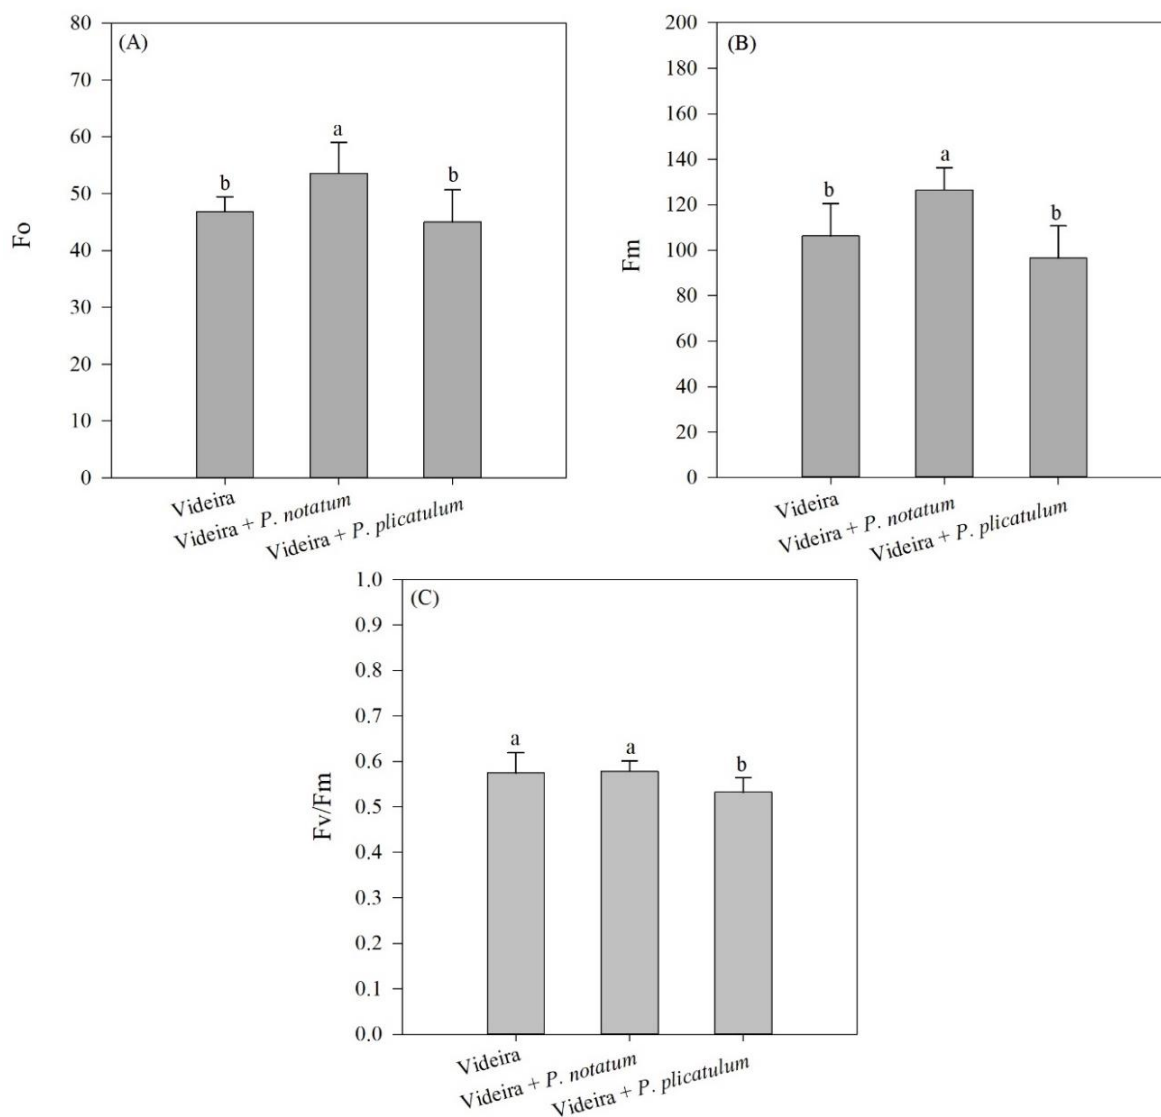 (A)
80
70
60
50
40
30
20
10
0
Fo
b
a
b
Videira
Videira + P. notatum
Videira + P. plicatulum
(B)
200
180
160
140
120
100
80
60
40
20
0
Fm
b
a
b
Videira
Videira + P. notatum
Videira + P. plicatulum
(C)
1.0
0.9
0.8
0.7
0.6
0.5
0.4
0.3
0.2
0.1
0.0
Fv/Fm
a
a
b
Videira
Videira + P. notatum
Videira + P. plicatulum